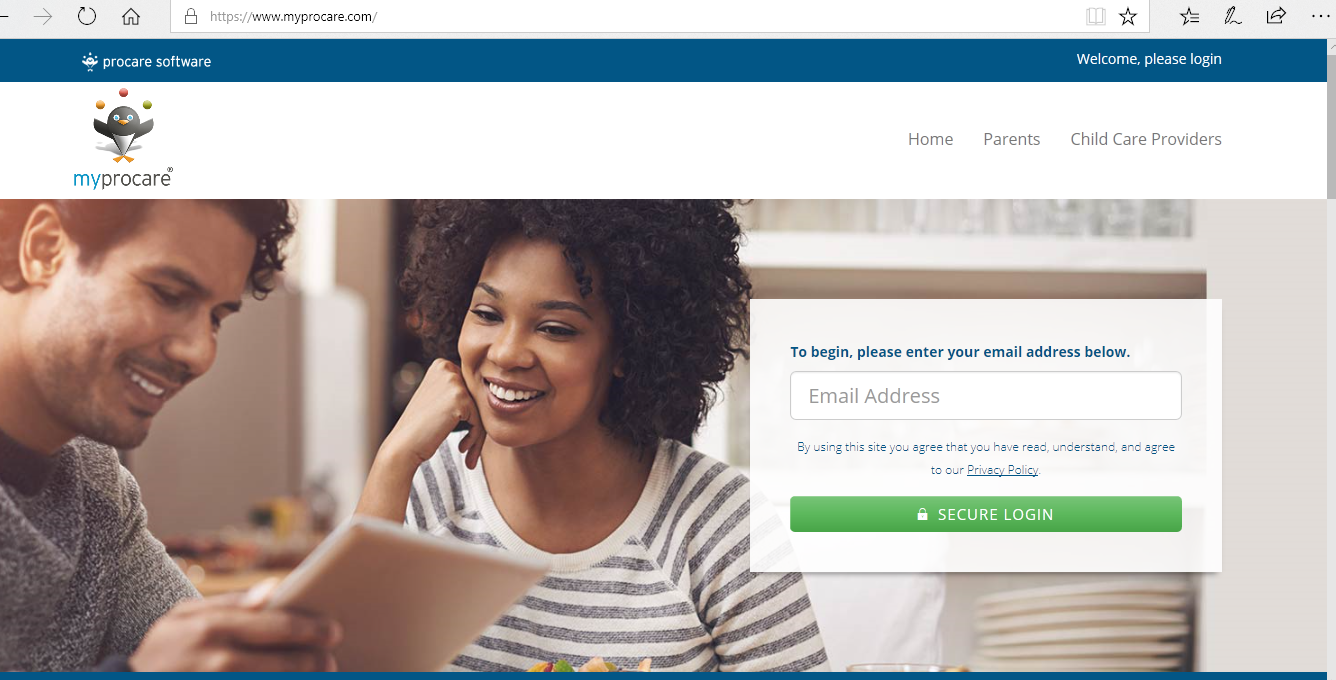 https://www.myprocare.com/
procare software
Welcome, please login
myprocare®
Home
Parents
Child Care Providers
To begin, please enter your email address below.
Email Address
By using this site you agree that you have read, understand, and agree
to our Privacy Policy.
SECURE LOGIN